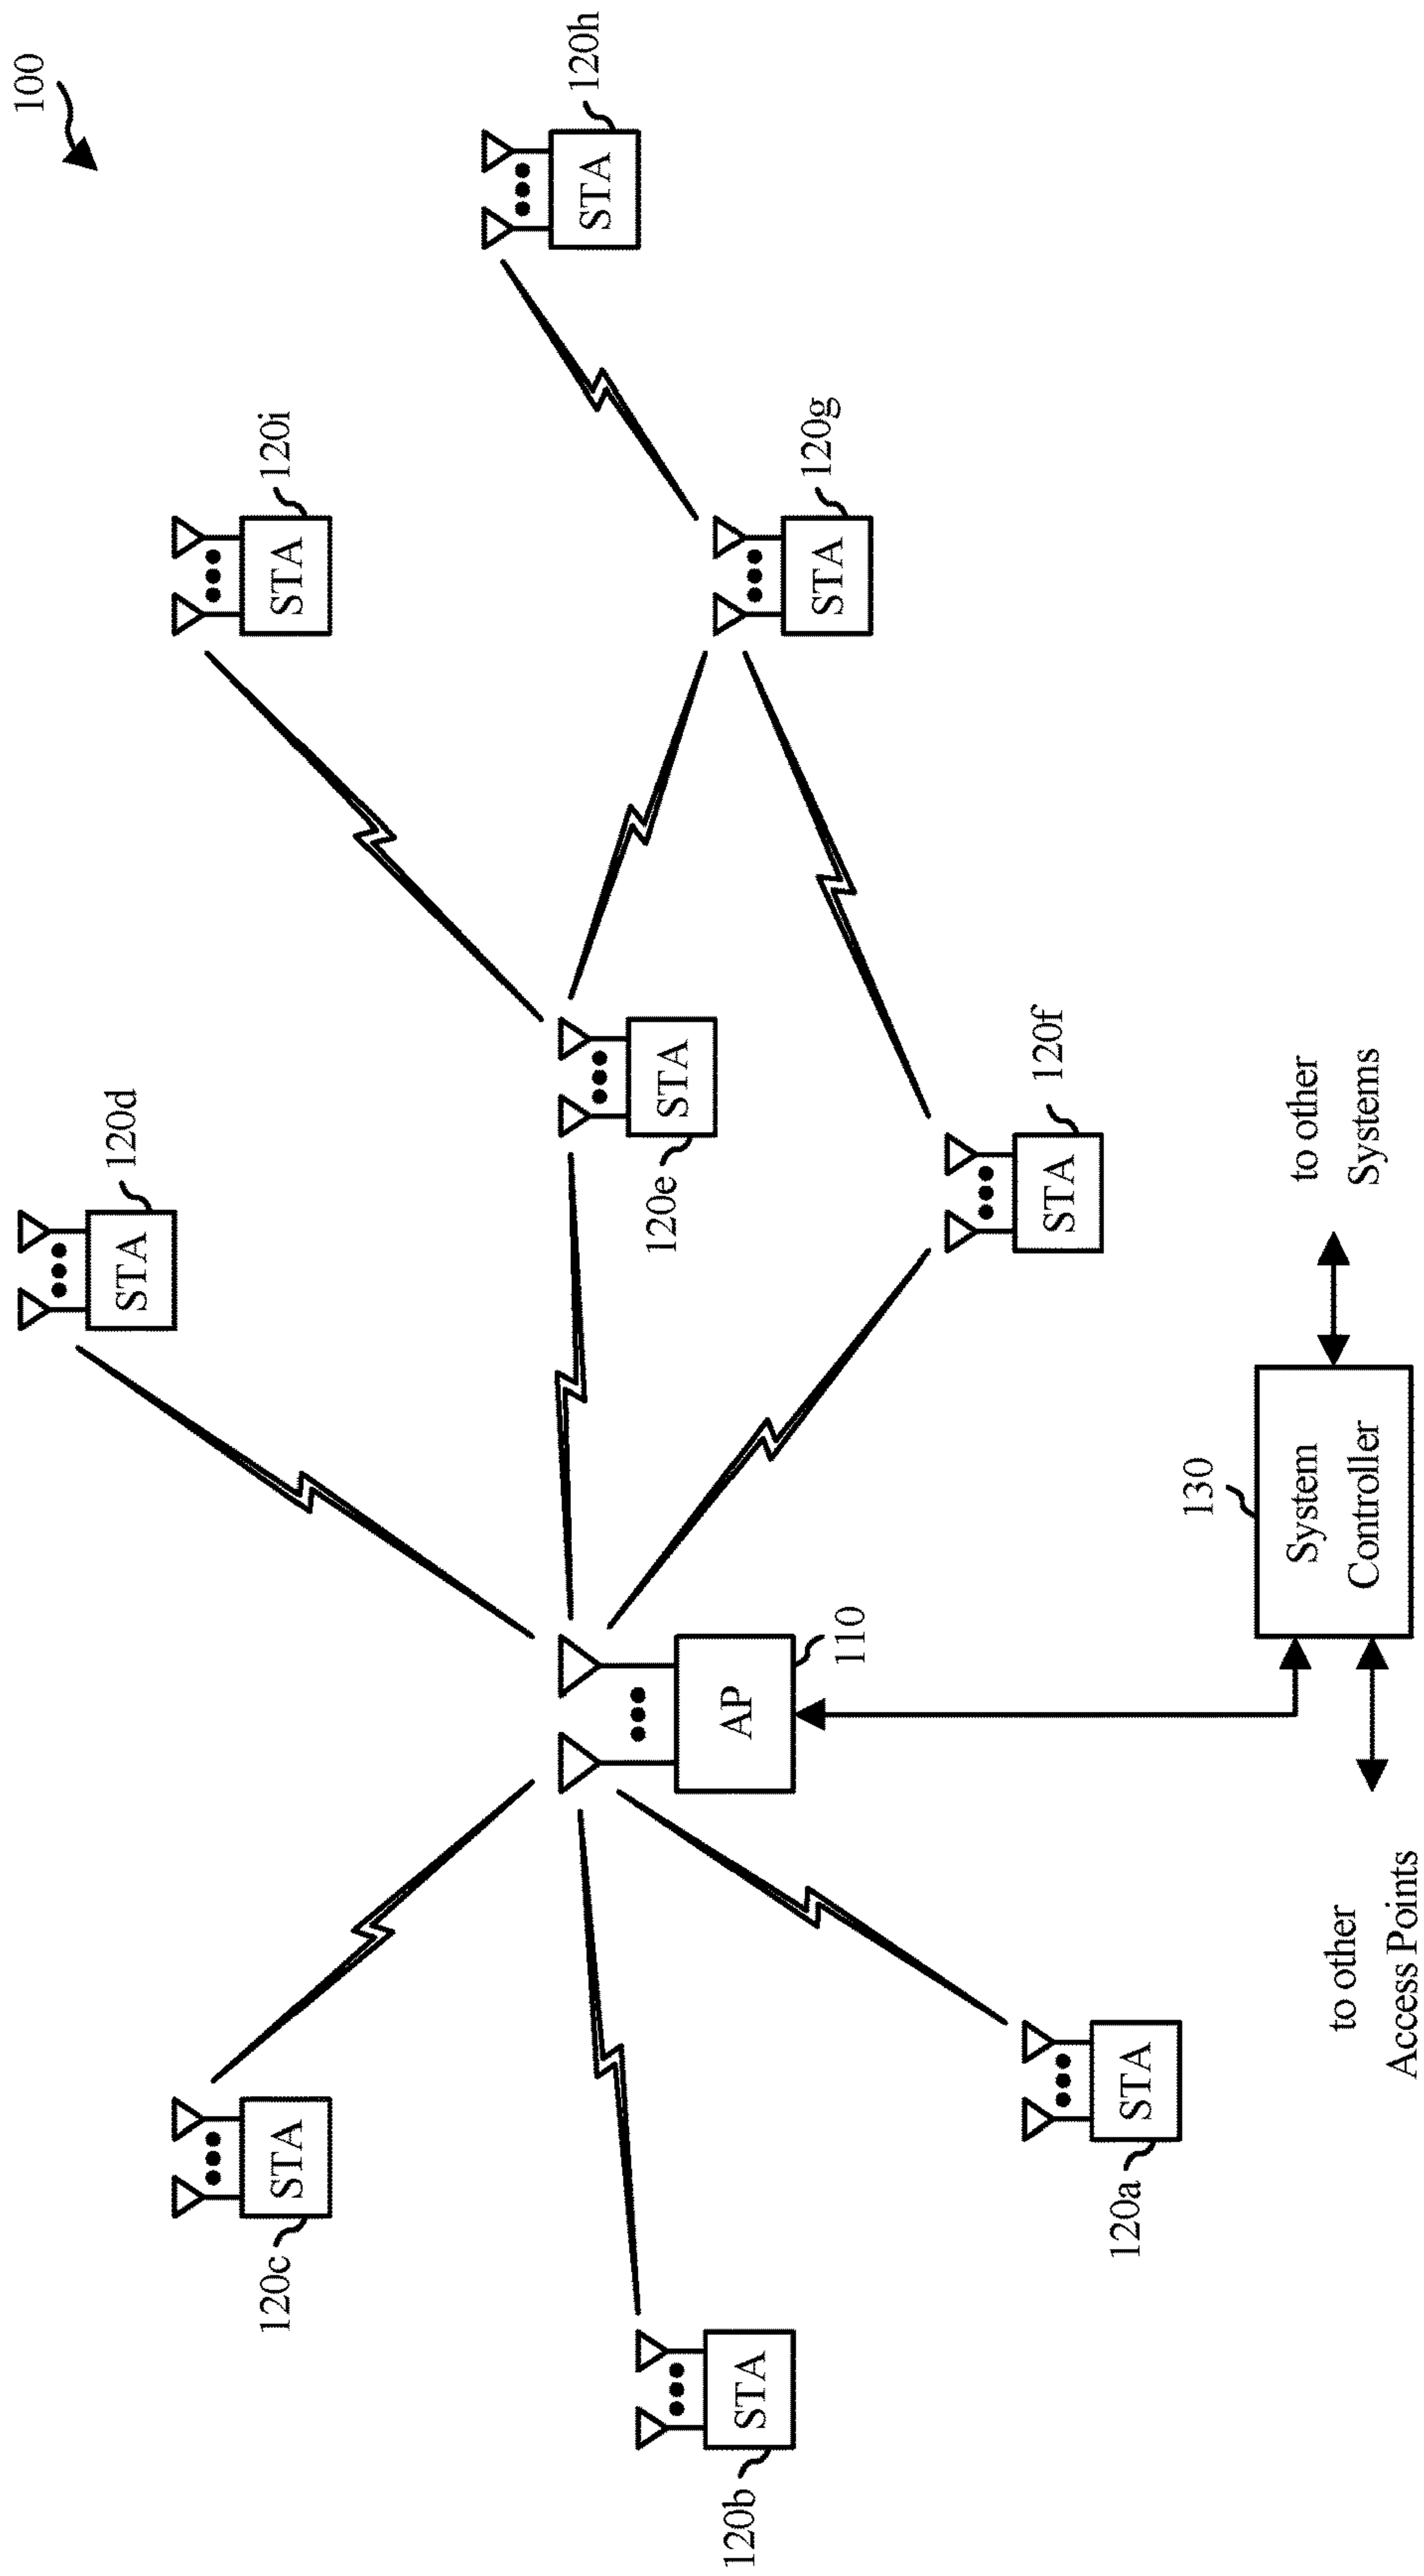 100
120d
STA
120i
STA
120c
STA
120h
STA
120e
STA
120g
STA
120b
STA
AP
110
120f
STA
120a
STA
130
System
Controller
to other
Systems
to other
Access Points